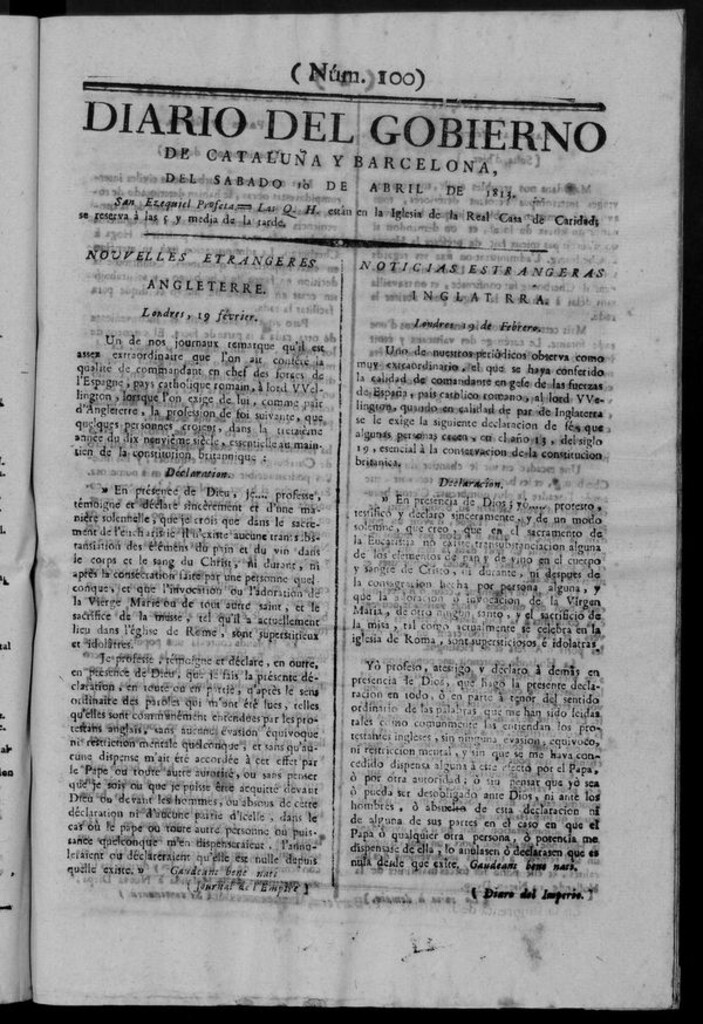 ( Núm. 100)
DIARIO DEL GOBIERNO
DE CATALUÑA Y BARCELONA,
DEL SABADO 10 DE ABRIL DE 1813.
San Ezequiel Profeta.= Las Q. H. están en la Iglesia de la Real Casa de Caridad;
se reserva á las 5 y media de la tarde.
NOUVELLES ETRANGERES
ANGLETERRE.
Londres, 19 février.
Un de nos journaux remarque qu'il est
assez extraordinaire que l'on ait conféré la
qualité de commandant en chef des forces de
l'Espagne, pays catholique romain, à lord VVel-
lington, lorsque l'on exige de lui, comme pair
d'Angleterre, la profession de foi suivante, que
quelques personnes croient, dans la treizième
année du dix neuvième siècle, essentielle au main-
tien de la constitution britannique :
Déclaration.
» En présence de Dieu, je.... professe,
témoigne et déclare sincèrement et d'une ma-
nière solennelle, que je crois que dans le sacre-
ment de l'eucharistie il n'existe aucune transubs-
tansition des élémens du pain et du vin dans
le corps et le sang du Christ, ni durant, ni
après la consécration faite par une personne quel
conque, et que l'invocation ou l'adoration de
la Vierge Marie ou de tout autre saint, et le
sacrifice de la messe, tel qu'il a actuellement
lieu dans l'église de Rome, sont superstitieux
et idolâtres.
"Je professe, témoigne et déclare, en outre,
en présence de Dieu, que je fais la présente dé-
claration, en toute ou en partie, d'après le sens
ordinaire des paroles qui m'ont été lues, telles
qu'elles sont communément entendues par les pro-
testans anglais, sans aucune évasion équivoque
ni restriction mentale quelconque, et sans qu'au-
cune dispense m'ait été accordée à cet effet par
le Pape ou toute autre autorité, ou sans penser
que je sois ou que je puisse être acquitté devant
Dieu ou devant les hommes, ou absous de cette
déclaration ni d'aucune partie d'icelle, dans le
cas où le pape ou toute autre personne ou puis-
sance quelconque m'en dispenseraient, l'annu-
leraient ou déclareraient qu'elle est nulle depuis
quelle existe. » Gaudeant bene nati
( Journal de l'Empire )
NOTICIAS ESTRANGERAS
INGLATERRA.
Londres 19 de Febrero.
Uno de nuestros periódicos observa como
muy extraordinario, el que se haya conferido
la calidad de comandante en gefe de las fuerzas
de España, pais católico romano, al lord VVe-
lington, quando en calidad de par de Inglaterra
se le exige la siguiente declaracion de fé, que
algunas personas creen, en el año 13, del siglo
19, esencial à la conservacion de la constitucion
britanica.
Declaracion.
» En presencia de Dios; yo..... protesto,
testifico y declaro sinceramente, y de un modo
solemne, que creo, que en el sacramento de
la Eucaristia no existe transubstanciacion alguna
de los elementos de pan y de vino en el cuerpo
y sangre de Cristo, ni durante, ni despues de
la consagracion hecha por persona alguna, y
que la adoracion é invocacion de la Virgen
Maria, de otro ningun santo, y el sacrificio de
la misa, tal como actualmente se celebra en la
iglesia de Roma, son supersticiosos é idolatras.
Yo profeso, atestigo y declaro á demás en
presencia de Dios, que hago la presente decla-
racion en todo, ó en parte á tenor del sentido
ordinario de las palabras, que me han sido leidas
tales como comunmente las entiendan los pro-
testantes ingleses, sin ninguna evasion, equivoco,
ni restriccion mental, y sin que se me haya con-
cedido dispensa alguna à este efecto por el Papa,
ó por otra autoridad; ó sin pensar que yo sea
ó pueda ser desobligado ante Dios, ni ante los
hombres, ó absuelto de esta declaracion ni
de alguna de sus partes en el caso en que el
Papa ó qualquier otra persona, ó potencia me
dispensase de ella, lo anulasen ó declarasen que es
nula desde que exîste. Gaudeant bene nati.
( Diaro del Imperio. )